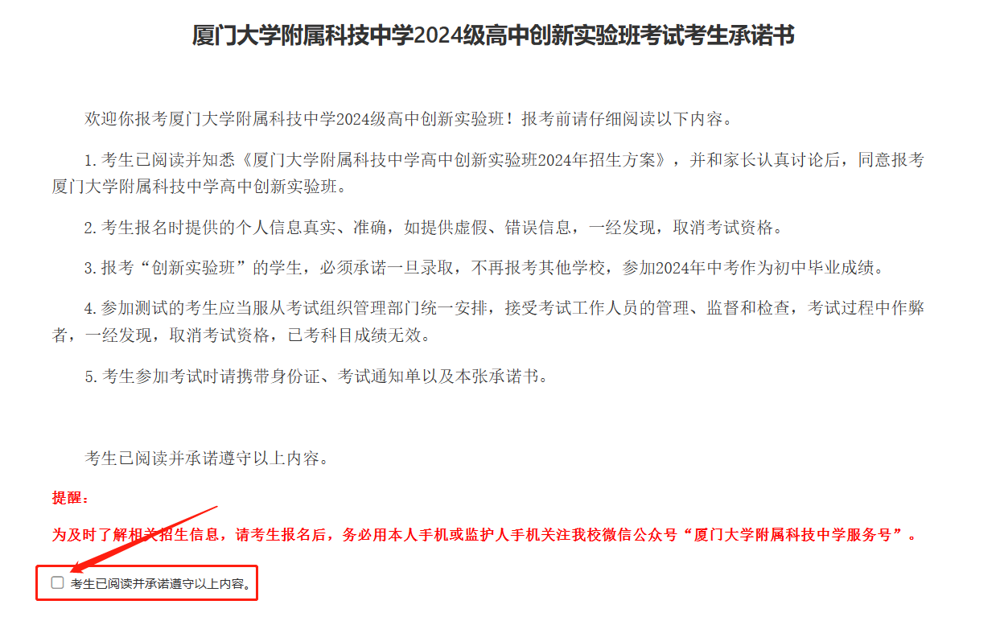 厦门大学附属科技中学2024级高中创新实验班考试考生承诺书
欢迎你报考厦门大学附属科技中学2024级高中创新实验班！报考前请仔细阅读以下内容。
1.考生已阅读并知悉《厦门大学附属科技中学高中创新实验班2024年招生方案》，并和家长认真讨论后，同意报考
厦门大学附属科技中学高中创新实验班。
2.考生报名时提供的个人信息真实、准确，如提供虚假、错误信息，一经发现，取消考试资格。
3.报考“创新实验班”的学生，必须承诺一旦录取，不再报考其他学校，参加2024年中考作为初中毕业成绩。
4.参加测试的考生应当服从考试组织管理部门统一安排，接受考试工作人员的管理、监督和检查，考试过程中作弊
者，一经发现，取消考试资格，已考科目成绩无效。
5.考生参加考试时请携带身份证、考试通知单以及本张承诺书。
考生已阅读并承诺遵守以上内容。
提醒：
为及时了解相关招生信息，请考生报名后，务必用本人手机或监护人手机关注我校微信公众号“厦门大学附属科技中学服务号”。
考生已阅读并承诺遵守以上内容。